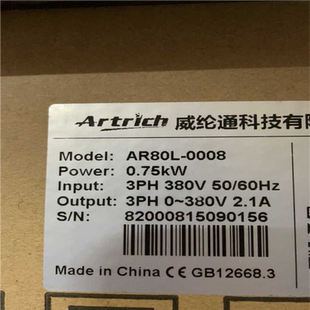 Artrich 威纶通科技有限
Model: AR80L-0008
Power: 0.75kW
Input: 3PH 380V 50/60Hz
Output: 3PH 0~380V 2.1A
S/N: 82000815090156
Made in China CE GB12668.3